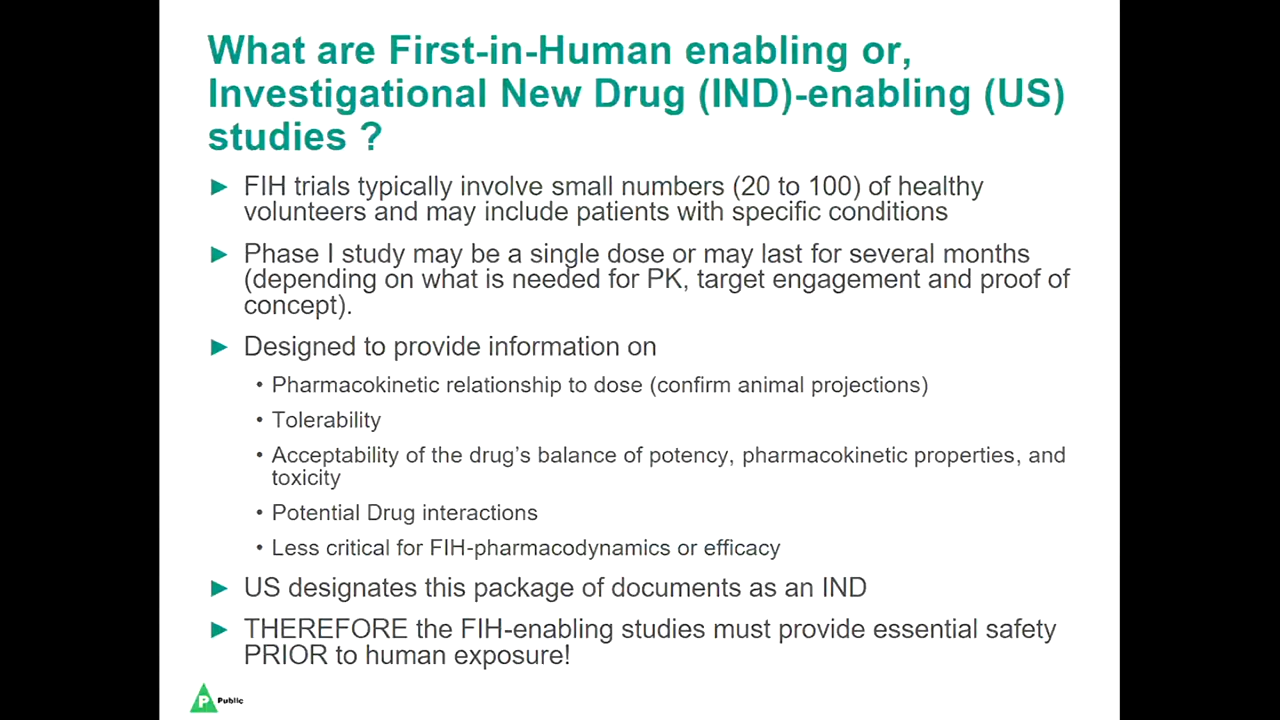 What are First-in-Human enabling or,
Investigational New Drug (IND)-enabling (US)
studies ?
► FIH trials typically involve small numbers (20 to 100) of healthy
volunteers and may include patients with specific conditions
► Phase I study may be a single dose or may last for several months
(depending on what is needed for PK, target engagement and proof of
concept).
► Designed to provide information on
• Pharmacokinetic relationship to dose (confirm animal projections)
• Tolerability
• Acceptability of the drug’s balance of potency, pharmacokinetic properties, and
toxicity
• Potential Drug interactions
• Less critical for FIH-pharmacodynamics or efficacy
► US designates this package of documents as an IND
► THEREFORE the FIH-enabling studies must provide essential safety
PRIOR to human exposure!
P Public